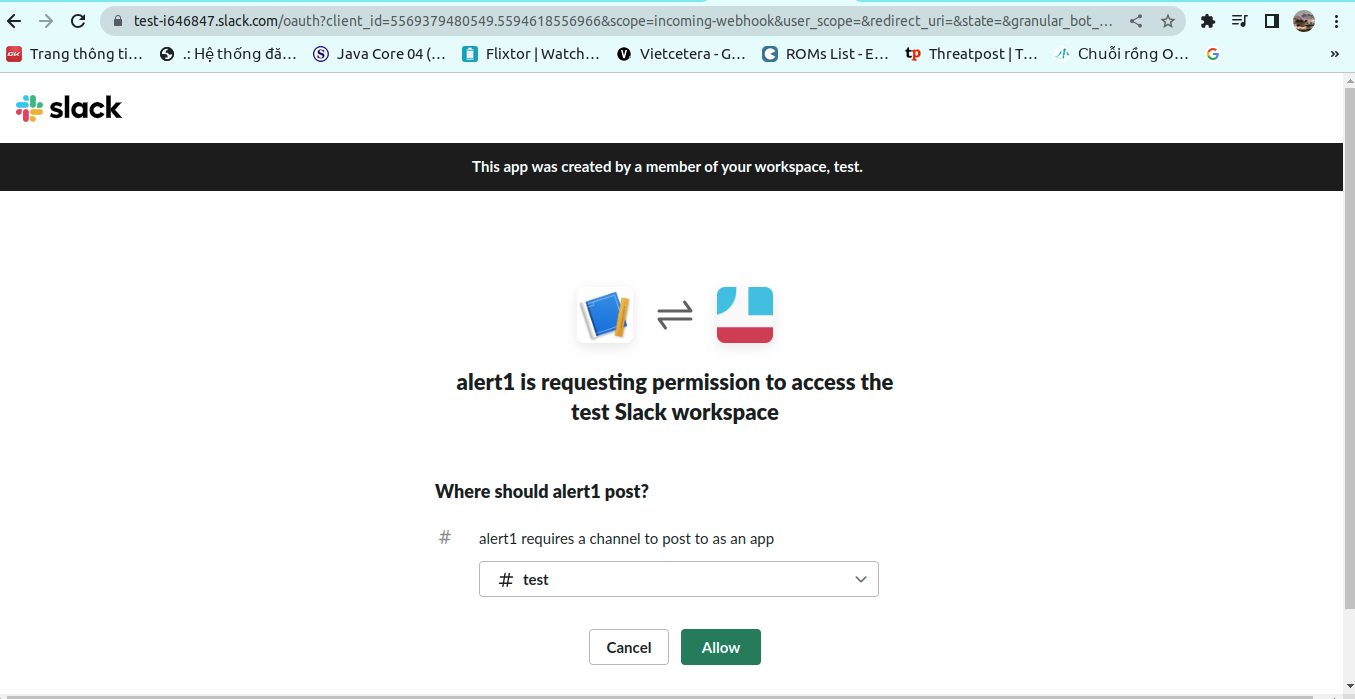 test-i646847.slack.com/oauth?client_id=5569379480549.5594618556966&scope=incoming-webhook&user_scope=&redirect_uri=&state=&granular_bot_...
GK Trang thông ti... .: Hệ thống đă... S Java Core 04 (... Flixtor | Watch... V Vietcetera - G... ROMs List - E... tp Threatpost | T... Chuỗi rồng O... G »
slack
This app was created by a member of your workspace, test.
alert1 is requesting permission to access the
test Slack workspace
Where should alert1 post?
# alert1 requires a channel to post to as an app
# test
Cancel Allow